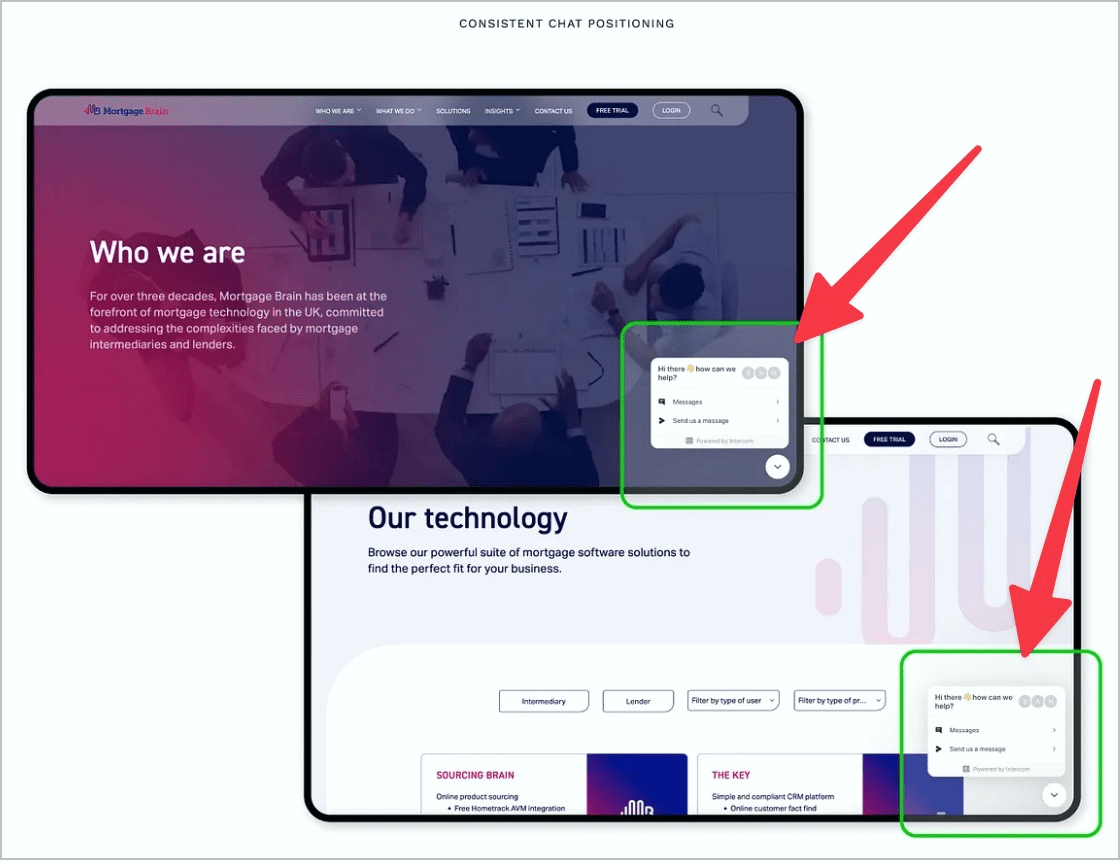 CONSISTENT CHAT POSITIONING
Mortgage Brain
WHO WE ARE WHAT WE DO SOLUTIONS INSIGHTS CONTACT US FREE TRIAL LOGIN
Who we are
For over three decades, Mortgage Brain has been at the
forefront of mortgage technology in the UK, committed
to addressing the complexities faced by mortgage
intermediaries and lenders.
Hi there 👋 how can we
help?
Messages
Send us a message
Powered by Intercom
CONTACT US FREE TRIAL LOGIN
Our technology
Browse our powerful suite of mortgage software solutions to
find the perfect fit for your business.
Intermediary Lender Filter by type of user Filter by type of pr...
Hi there 👋 how can we
help?
Messages
Send us a message
Powered by Intercom
SOURCING BRAIN
Online product sourcing
• Free Hometrack AVM integration
THE KEY
Simple and compliant CRM platform
• Online customer fact find